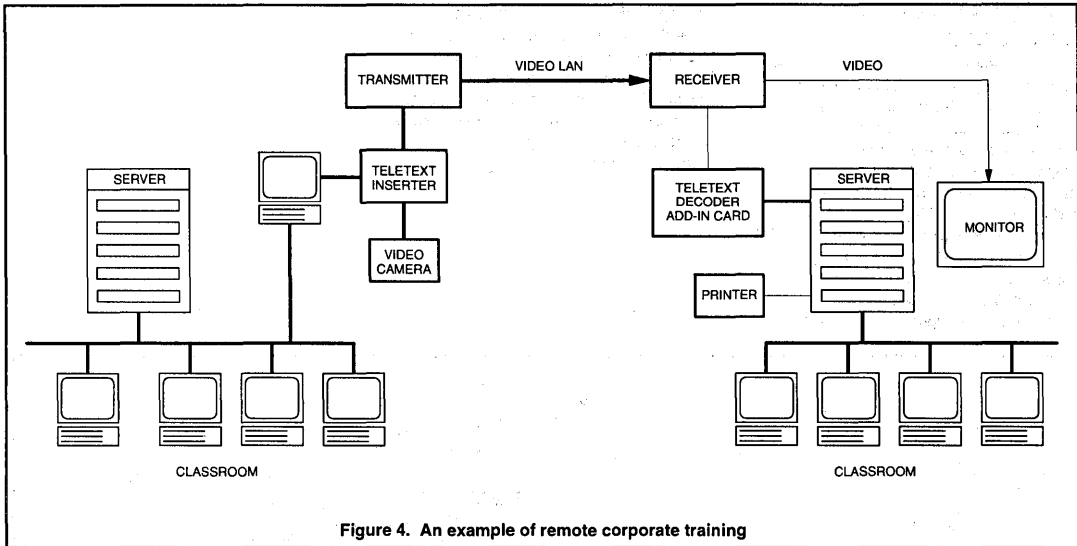 TRANSMITTER
VIDEO LAN
RECEIVER
VIDEO
SERVER
TELETEXT
INSERTER
VIDEO
CAMERA
TELETEXT
DECODER
ADD-IN CARD
SERVER
MONITOR
PRINTER
CLASSROOM
CLASSROOM
Figure 4. An example of remote corporate training